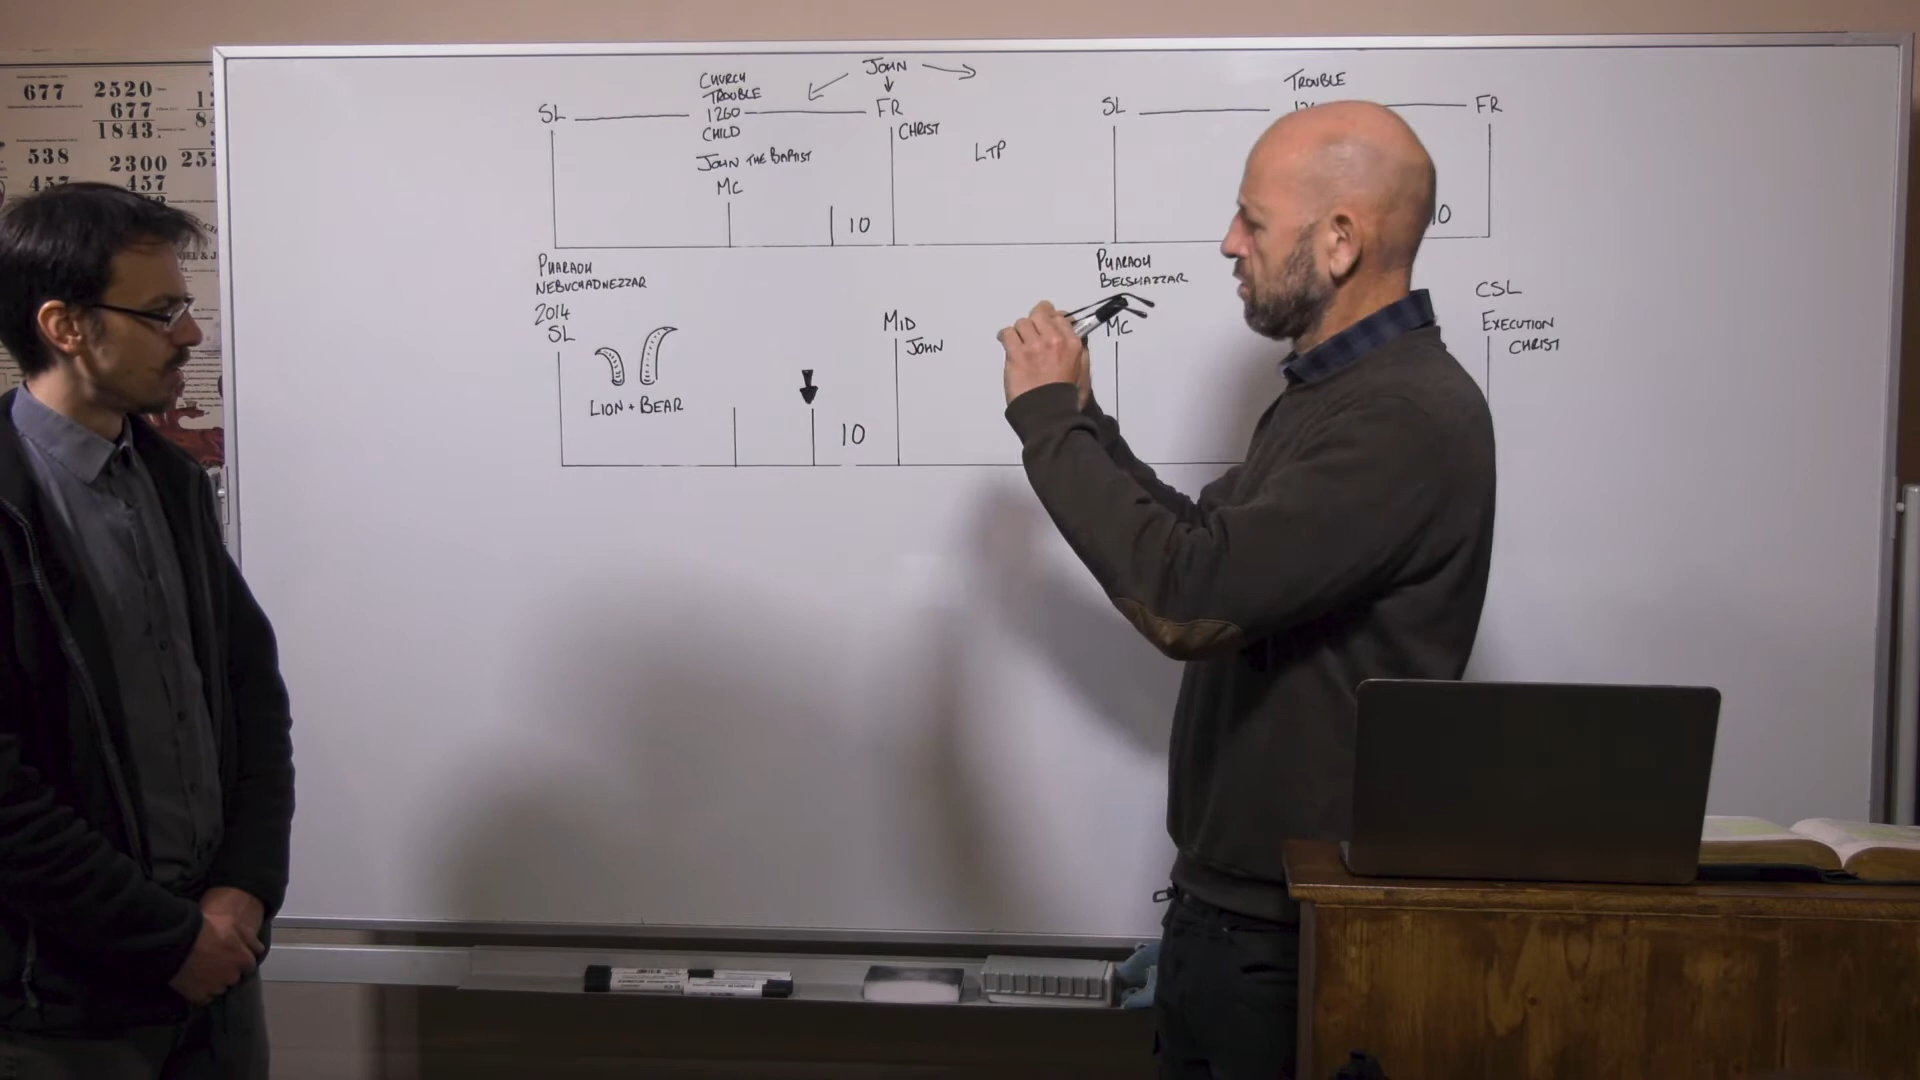 677
2520
677
1843.
538
457
2300
457
JOHN
CHURCH
TROUBLE
SL
1260
FR
CHILD
CHRIST
JOHN THE BAPTIST
MC
LTP
10
TROUBLE
SL
FR
10
PHARAOH
NEBUCHADNEZZAR
2014
SL
LION + BEAR
10
MID
JOHN
PHARAOH
BELSHAZZAR
MC
CSL
EXECUTION
CHRIST